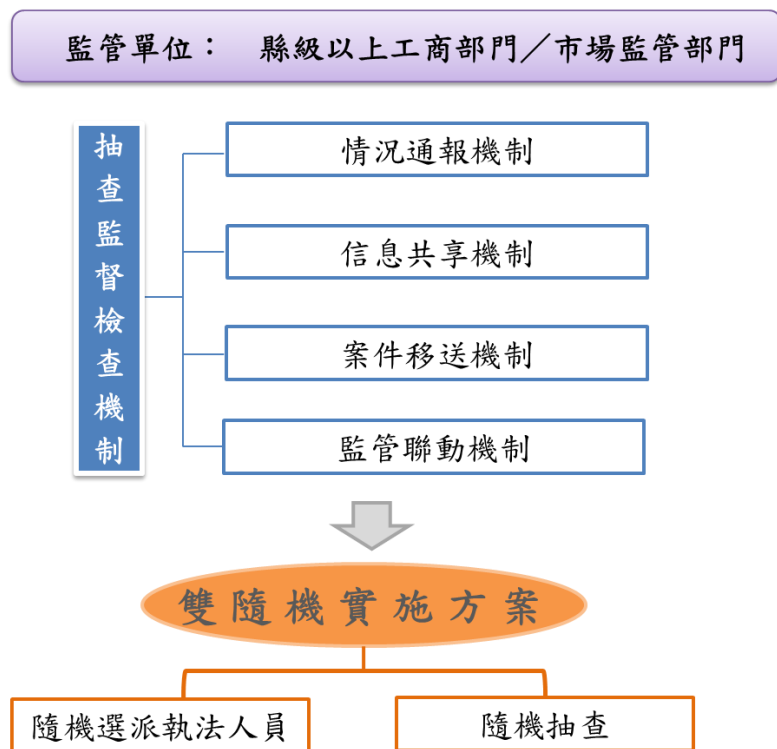 監管單位： 縣級以上工商部門／市場監管部門
抽查監督檢查機制
情況通報機制
信息共享機制
案件移送機制
監管聯動機制
雙隨機實施方案
隨機選派執法人員
隨機抽查